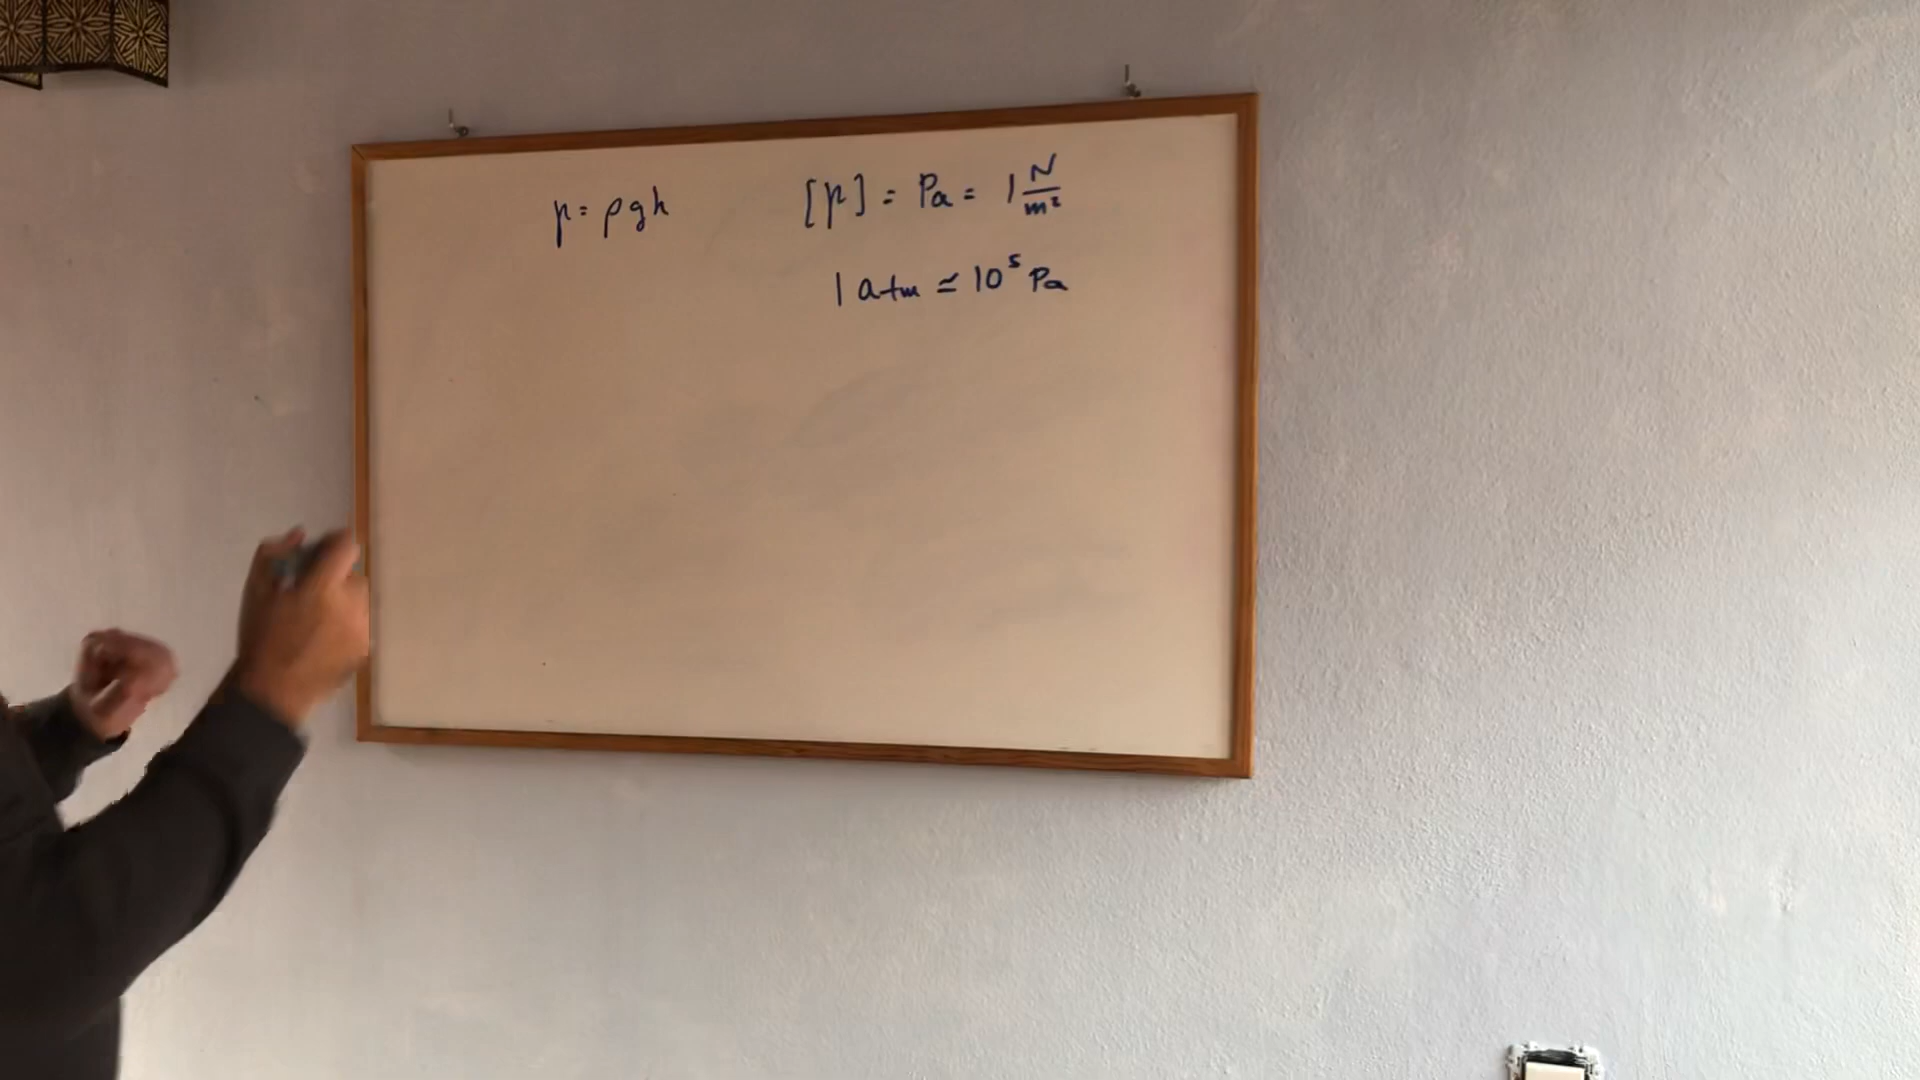 p = ρgh
[p] = Pa = 1 N/m²
1 atm ≃ 10⁵ Pa